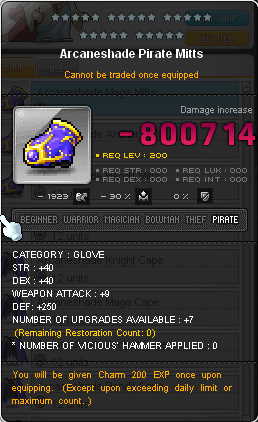 Arcaneshade Pirate Mitts
Cannot be traded once equipped
Damage increase
- 800714
REQ LEV : 200
REQ STR : 000 REQ LUK : 000
REQ DEX : 000 REQ INT : 000
- 1923 - 30 % 0 %
BEGINNER WARRIOR MAGICIAN BOWMAN THIEF PIRATE
CATEGORY : GLOVE
STR : +40
DEX : +40
WEAPON ATTACK : +9
DEF: +250
NUMBER OF UPGRADES AVAILABLE : +7
(Remaining Restoration Count: 0)
* NUMBER OF VICIOUS' HAMMER APPLIED : 0
You will be given Charm 200 EXP once upon
equipping. (Except upon exceeding daily limit or
maximum count. )